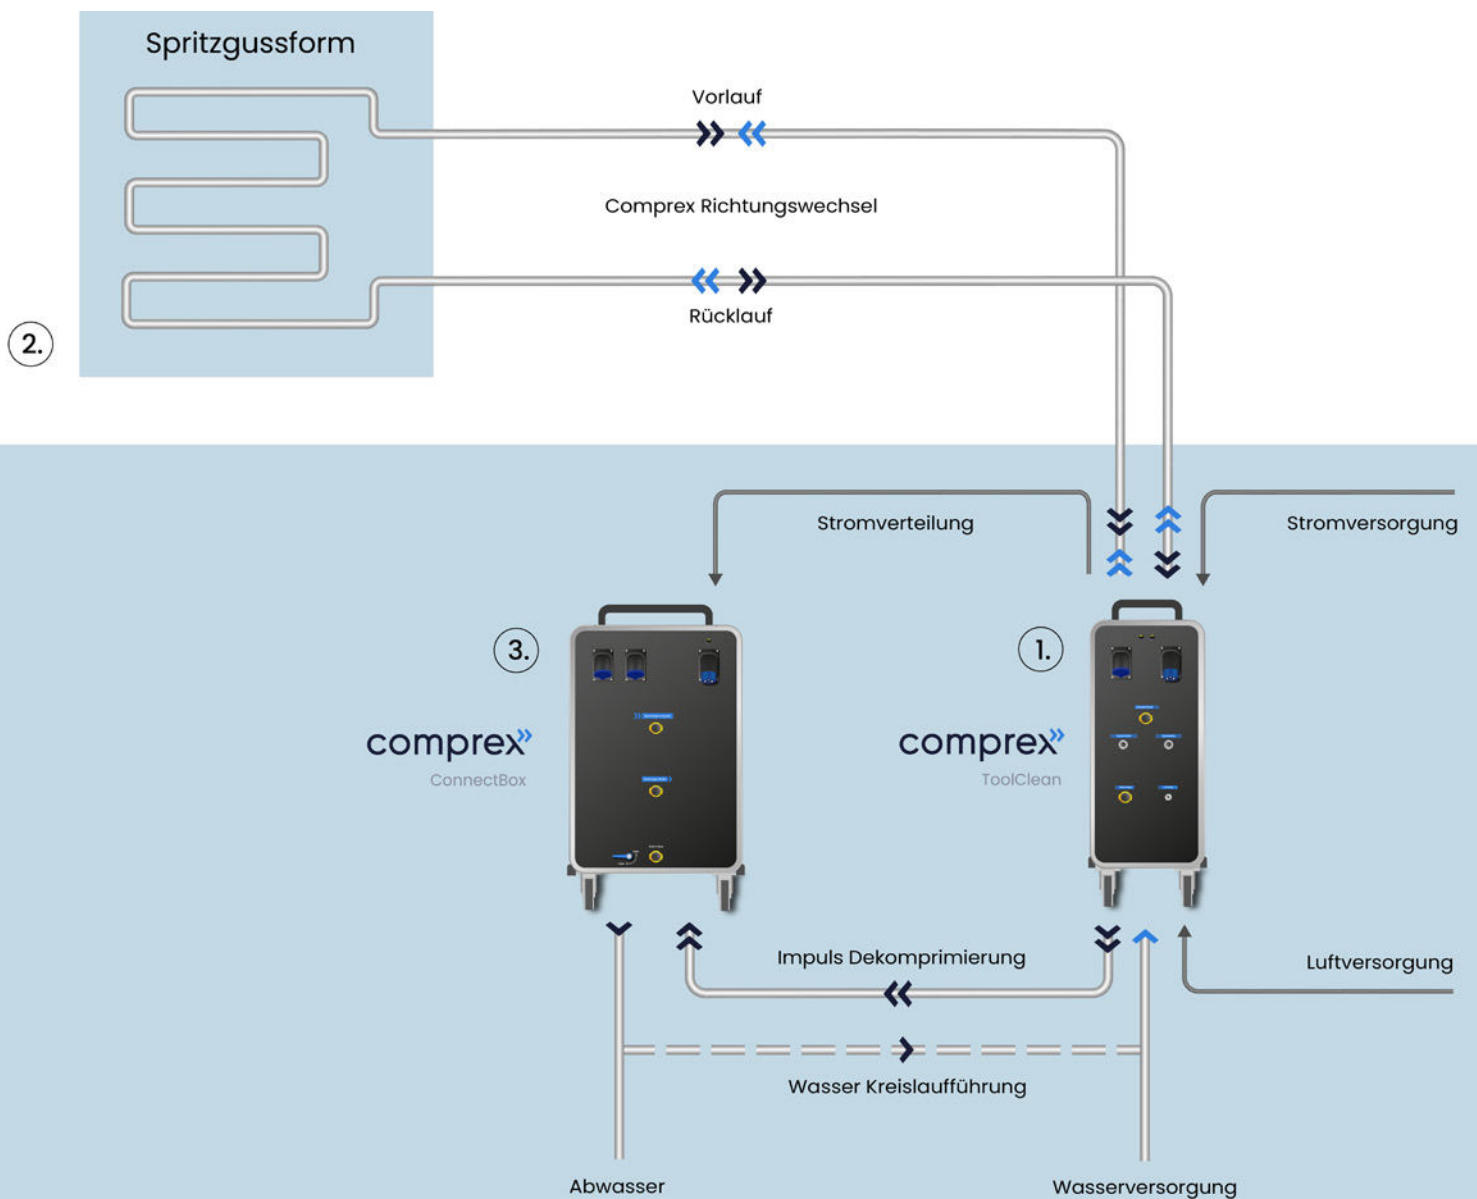 Spritzgussform
Vorlauf
Comprex Richtungswechsel
Rücklauf
2.
Stromverteilung
Stromversorgung
3.
1.
comprex
ConnectBox
comprex
ToolClean
Impuls Dekomprimierung
Luftversorgung
Wasser Kreislaufführung
Abwasser
Wasserversorgung